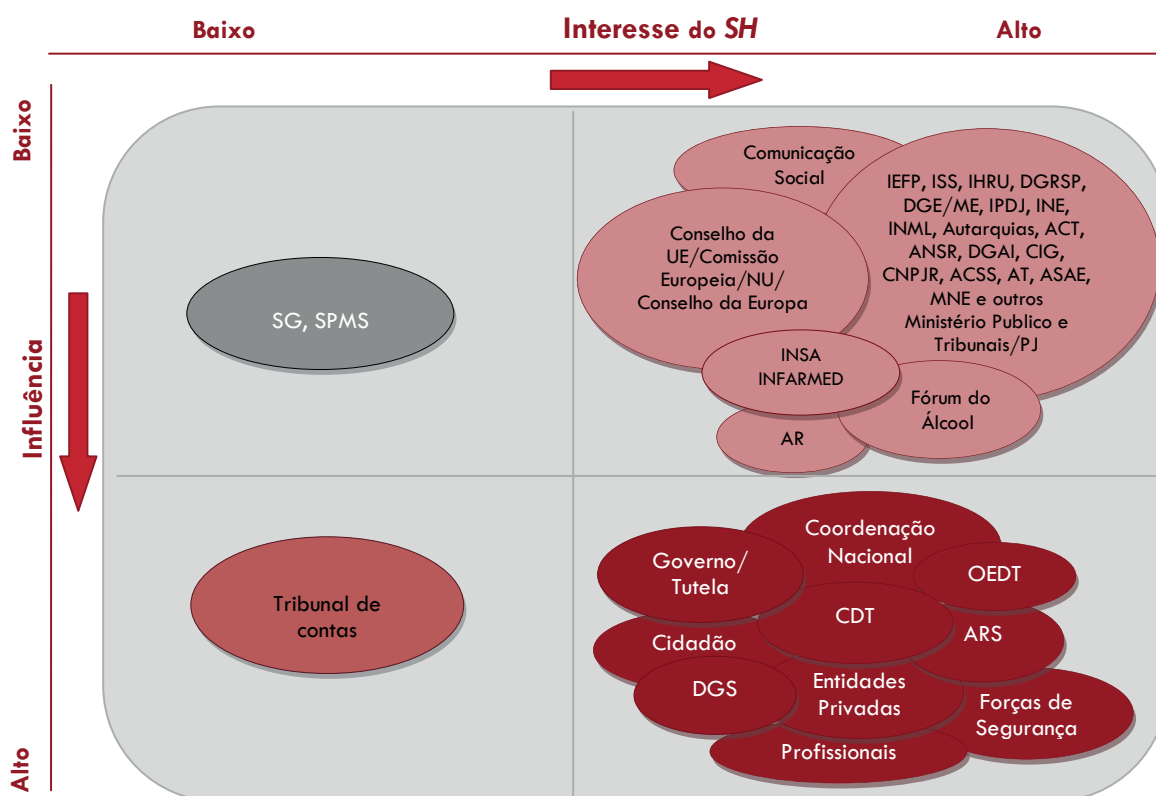 Baixo
Interesse do SH
Alto
Baixo
Influência
Alto
SG, SPMS
Comunicação
Social
Conselho da
UE/Comissão
Europeia/NU/
Conselho da Europa
IEFP, ISS, IHRU, DGRSP,
DGE/ME, IPDJ, INE,
INML, Autarquias, ACT,
ANSR, DGAI, CIG,
CNPJR, ACSS, AT, ASAE,
MNE e outros
Ministério Publico e
Tribunais/PJ
INSA
INFARMED
Fórum do
Álcool
AR
Tribunal de
contas
Coordenação
Nacional
Governo/
Tutela
OEDT
CDT
Cidadão
ARS
DGS
Entidades
Privadas
Forças de
Segurança
Profissionais